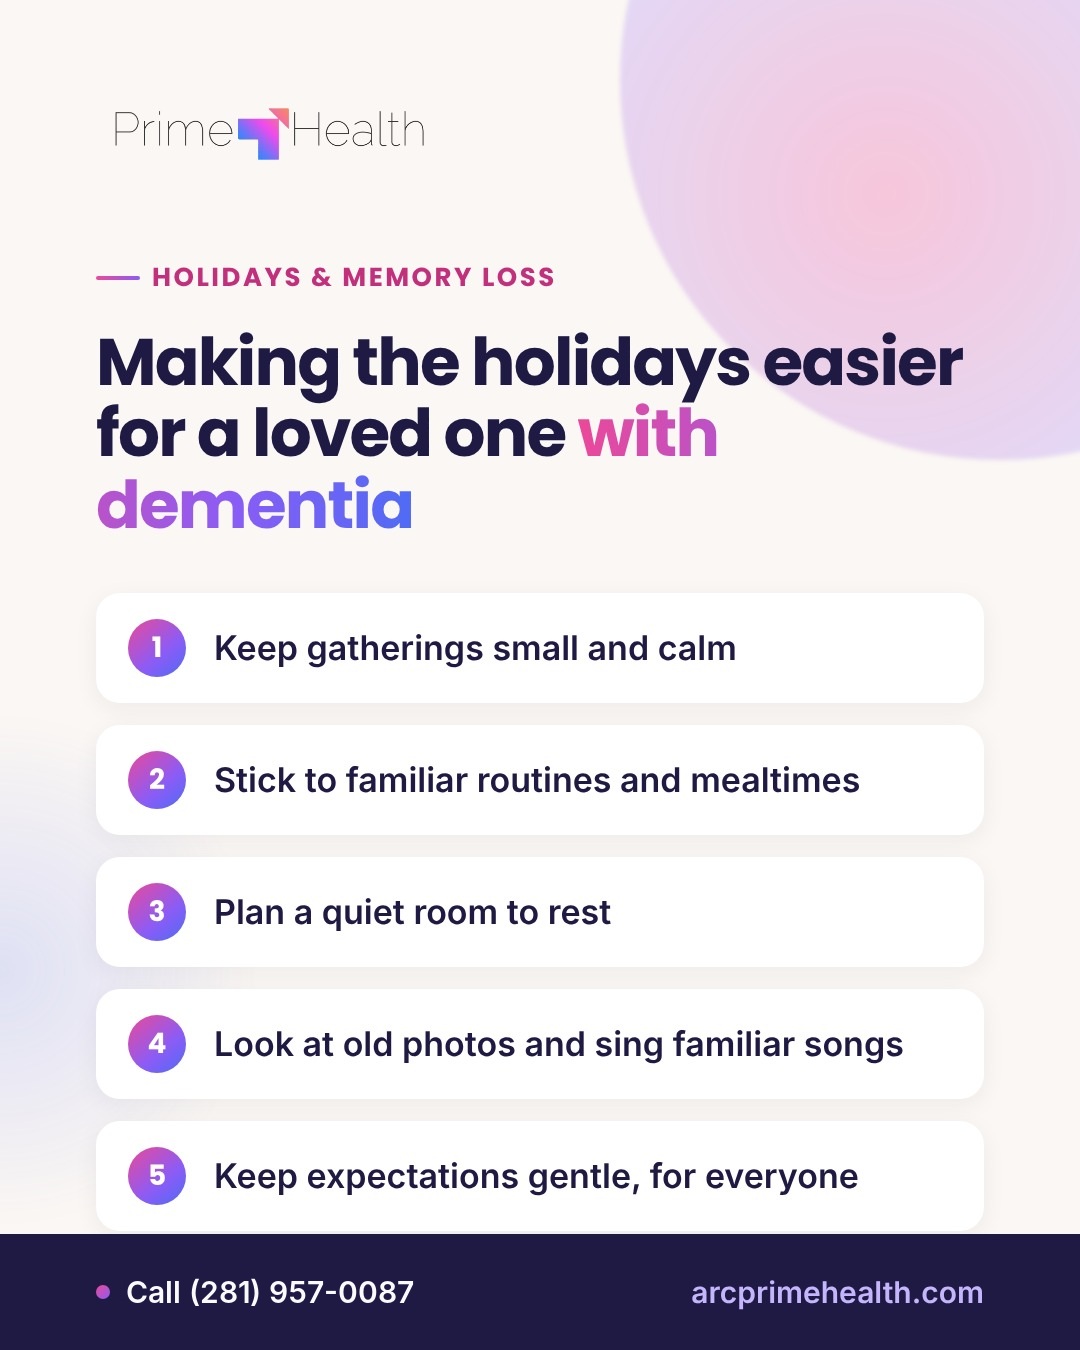 Prime Health
HOLIDAYS & MEMORY LOSS
Making the holidays easier
for a loved one with
dementia
1 Keep gatherings small and calm
2 Stick to familiar routines and mealtimes
3 Plan a quiet room to rest
4 Look at old photos and sing familiar songs
5 Keep expectations gentle, for everyone
Call (281) 957-0087
arcprimehealth.com